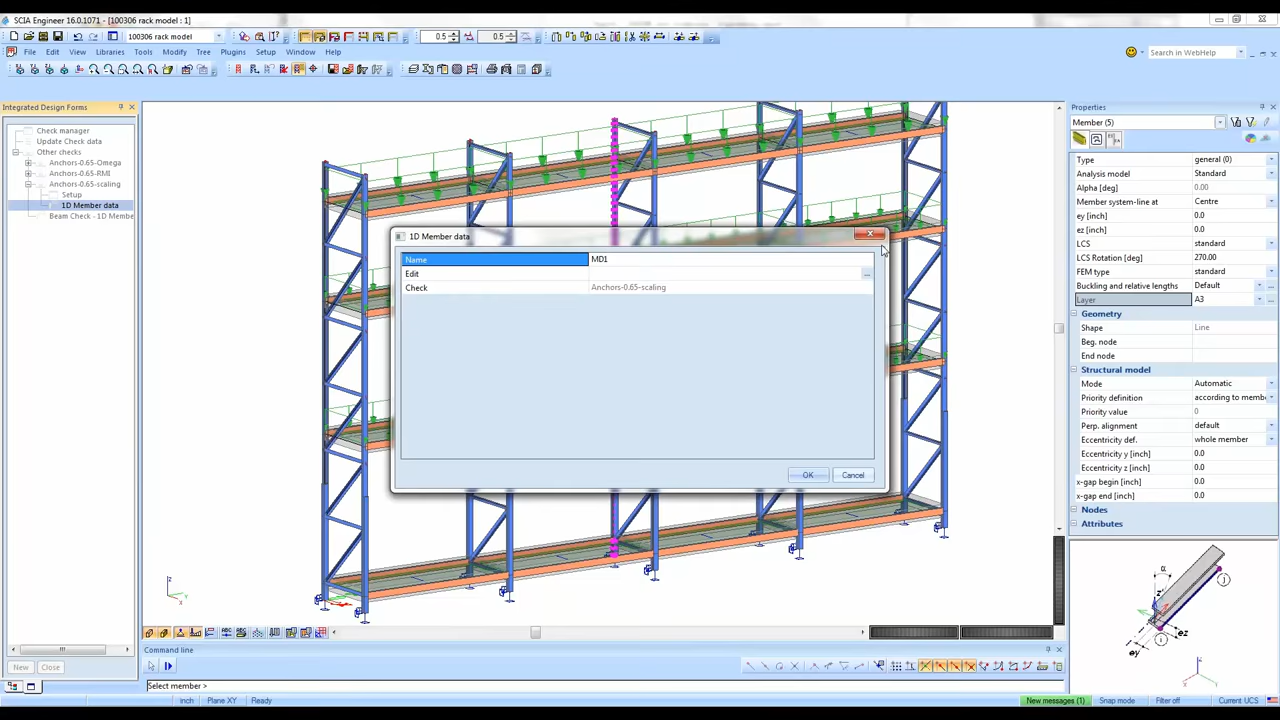 SCIA Engineer 16.0.1071 - [100306 rack model : 1]
100306 rack model
0.5
0.5
File Edit View Libraries Tools Modify Tree Plugins Setup Window Help
Search in WebHelp
Integrated Design Forms
Check manager
Update Check data
Other checks
Anchors-0.65-Omega
Anchors-0.65-RMI
Anchors-0.65-scaling
Setup
1D Member data
Beam Check - 1D Membe
New
Close
1D Member data
Name MD1
Edit
...
Check Anchors-0.65-scaling
OK
Cancel
Properties
Member (5)
Type general (0)
Analysis model Standard
Alpha [deg] 0.00
Member system-line at Centre
ey [inch] 0.0
ez [inch] 0.0
LCS standard
LCS Rotation [deg] 270.00
FEM type standard
Buckling and relative lengths Default
Layer A3
Geometry
Shape Line
Beg. node
End node
Structural model
Mode Automatic
Priority definition according to memb
Priority value 0
Perp. alignment default
Eccentricity def. whole member
Eccentricity y [inch] 0.0
Eccentricity z [inch] 0.0
x-gap begin [inch] 0.0
x-gap end [inch] 0.0
Nodes
Attributes
α
z'
ez
ey
Command line
Select member >
inch
Plane XY
Ready
New messages (1)
Snap mode
Filter off
Current UCS